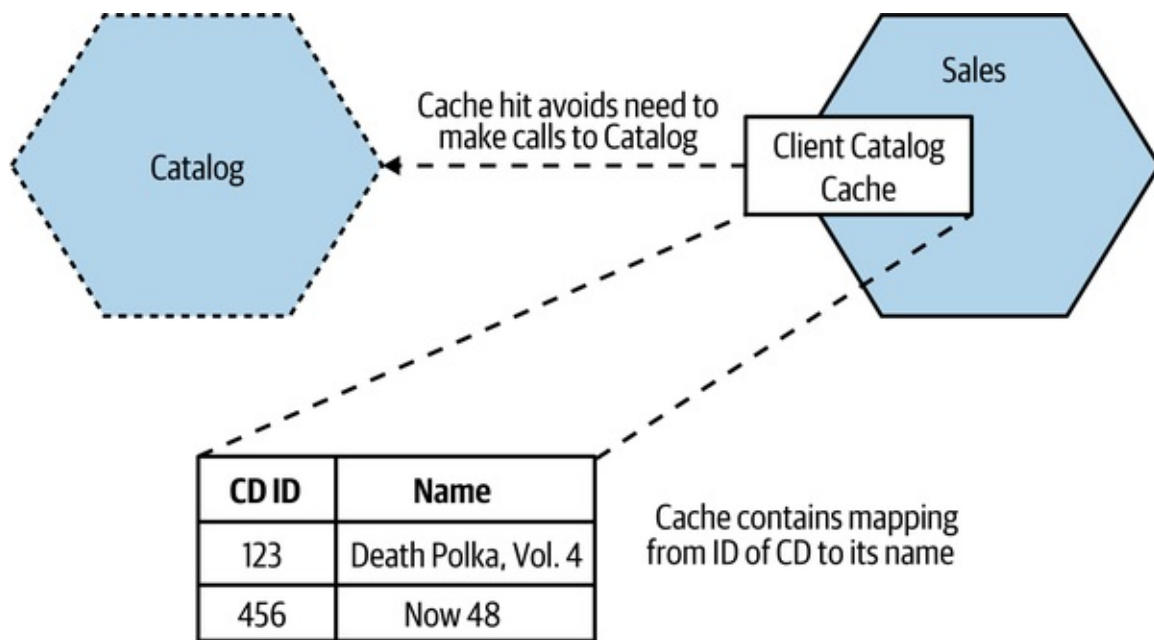 Sales
Cache hit avoids need to
make calls to Catalog
Catalog
Client Catalog
Cache
CD ID Name
123 Death Polka, Vol. 4
456 Now 48
Cache contains mapping
from ID of CD to its name